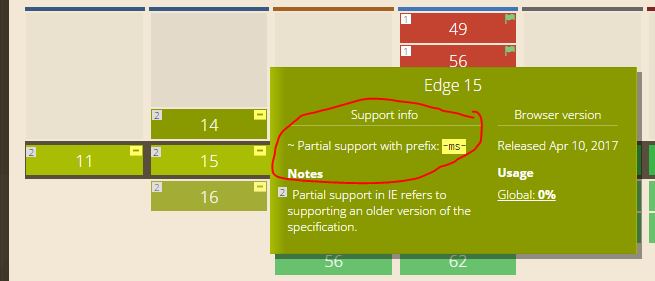 1 49
1 56
Edge 15
Support info
Browser version
2 14 -
~ Partial support with prefix: -ms-
Released Apr 10, 2017
2 11 -
2 15 -
Notes
Usage
2 16 -
2 Partial support in IE refers to
supporting an older version of the
specification.
Global: 0%
56
62